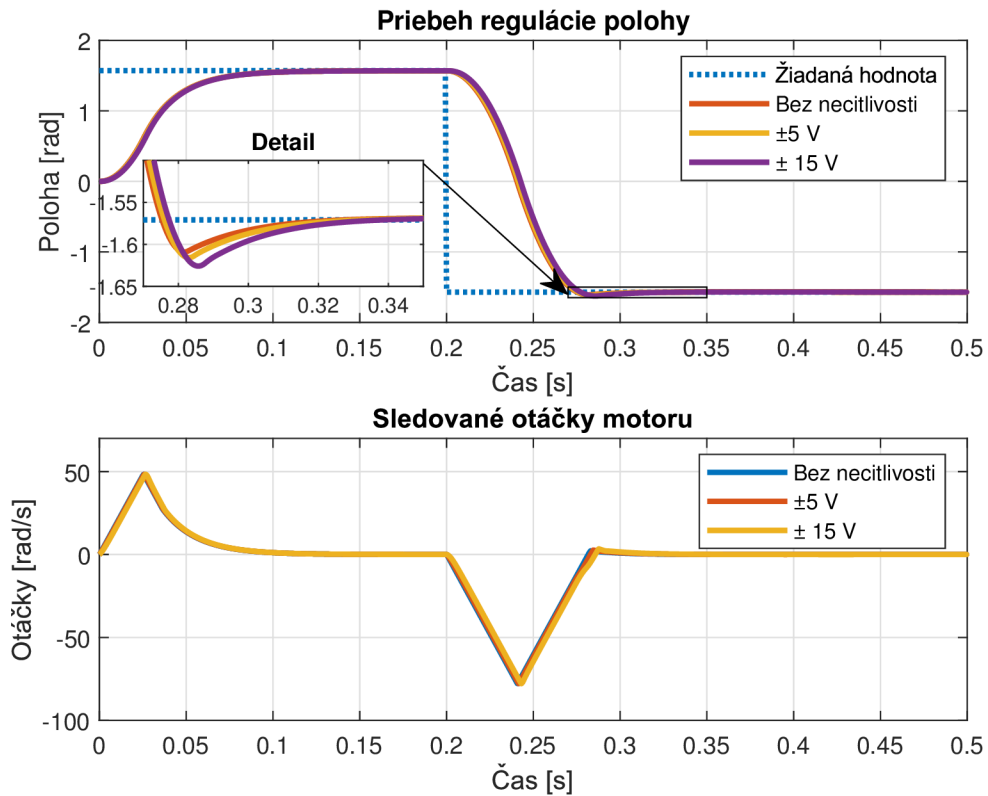 Priebeh regulácie polohy
2
1
0
-1
-2
Poloha [rad]
Žiadaná hodnota
Bez necitlivosti
±5 V
± 15 V
Detail
-1.55
-1.6
-1.65
0.28 0.3 0.32 0.34
0 0.05 0.1 0.15 0.2 0.25 0.3 0.35 0.4 0.45 0.5
Čas [s]
Sledované otáčky motoru
50
0
-50
-100
Otáčky [rad/s]
Bez necitlivosti
±5 V
± 15 V
0 0.05 0.1 0.15 0.2 0.25 0.3 0.35 0.4 0.45 0.5
Čas [s]